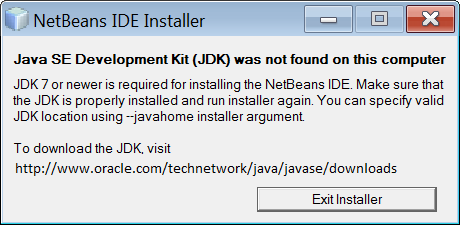 NetBeans IDE Installer
Java SE Development Kit (JDK) was not found on this computer
JDK 7 or newer is required for installing the NetBeans IDE. Make sure that
the JDK is properly installed and run installer again. You can specify valid
JDK location using --javahome installer argument.
To download the JDK, visit
http://www.oracle.com/technetwork/java/javase/downloads
Exit Installer